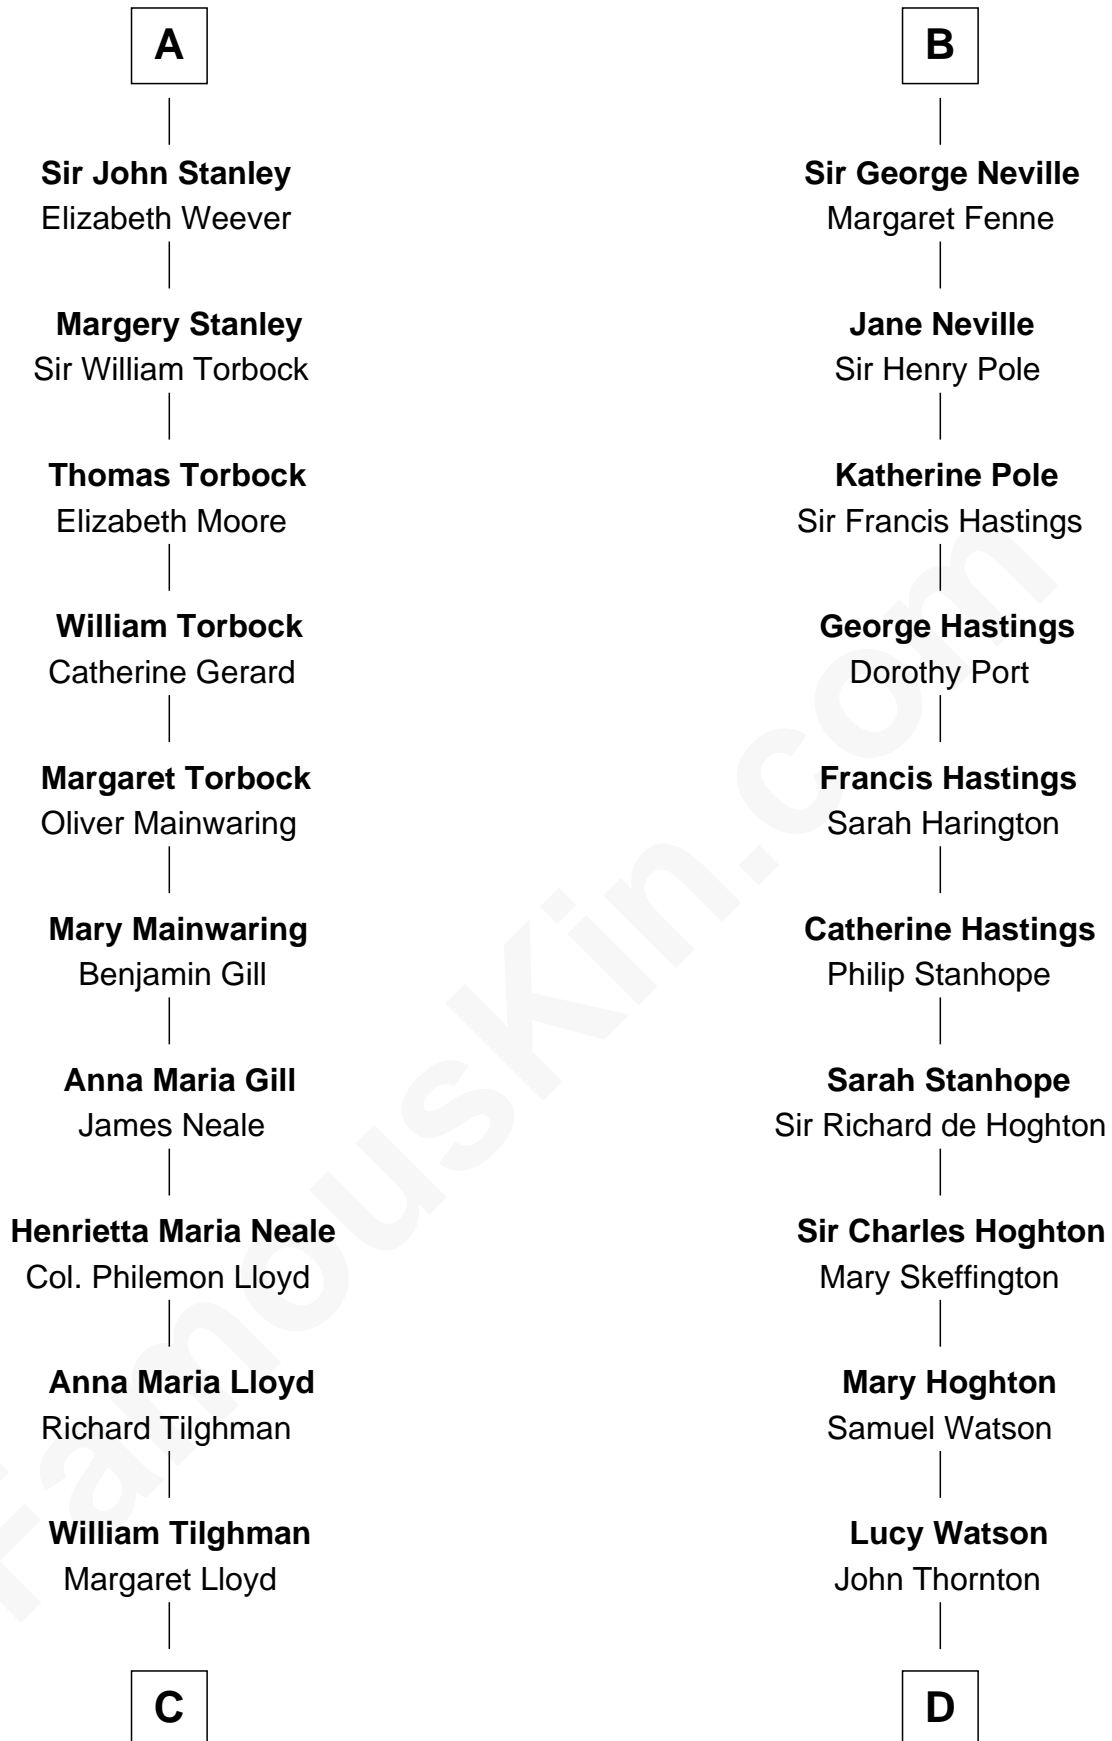 A
Sir John Stanley
Elizabeth Weever
Margery Stanley
Sir William Torbock
Thomas Torbock
Elizabeth Moore
William Torbock
Catherine Gerard
Margaret Torbock
Oliver Mainwaring
Mary Mainwaring
Benjamin Gill
Anna Maria Gill
James Neale
Henrietta Maria Neale
Col. Philemon Lloyd
Anna Maria Lloyd
Richard Tilghman
William Tilghman
Margaret Lloyd
C
B
Sir George Neville
Margaret Fenne
Jane Neville
Sir Henry Pole
Katherine Pole
Sir Francis Hastings
George Hastings
Dorothy Port
Francis Hastings
Sarah Harington
Catherine Hastings
Philip Stanhope
Sarah Stanhope
Sir Richard de Hoghton
Sir Charles Hoghton
Mary Skeffington
Mary Hoghton
Samuel Watson
Lucy Watson
John Thornton
D
FamousKin.com